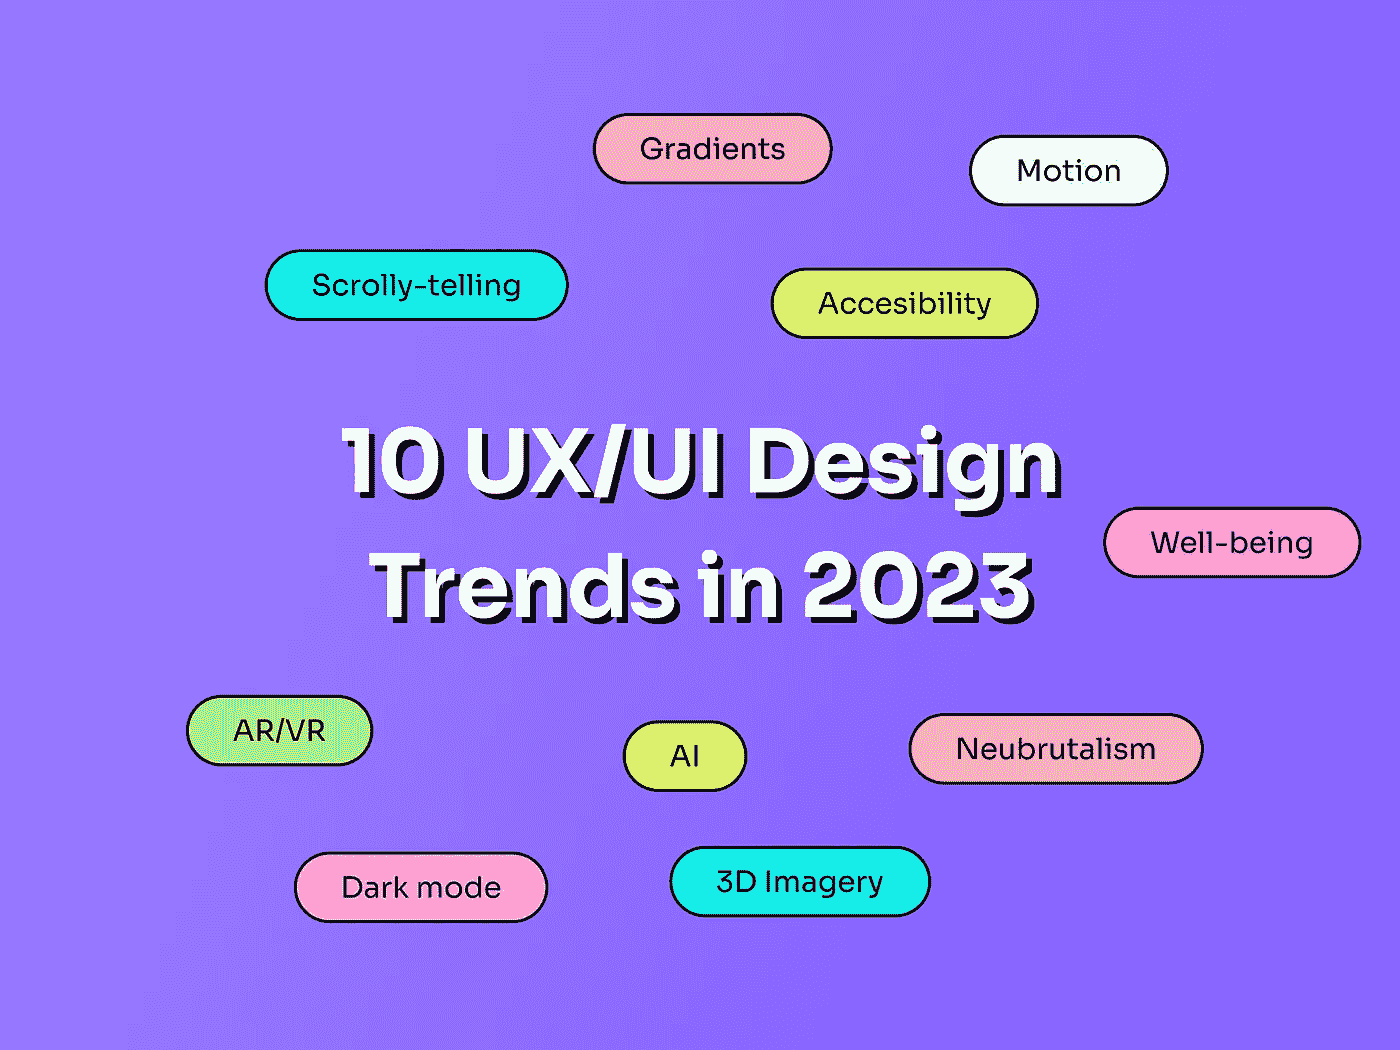 Gradients
Motion
Scrolly-telling
Accesibility
10 UX/UI Design
Trends in 2023
Well-being
AR/VR
AI
Neubrutalism
Dark mode
3D Imagery